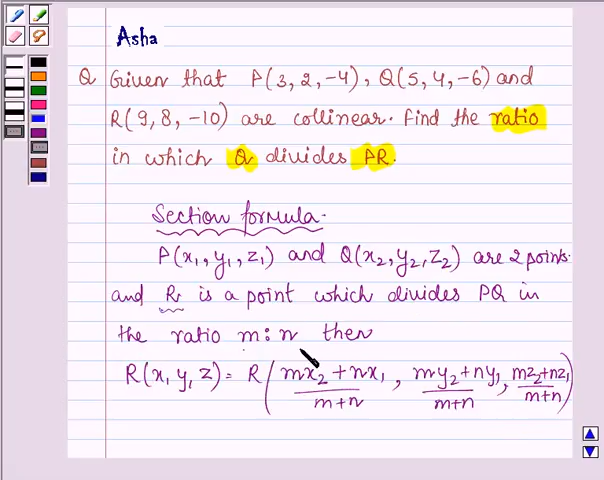 Asha
Q Given that P(3, 2, -4), Q(5, 4, -6) and
R(9, 8, -10) are collinear. Find the ratio
in which Q divides PR.
Section formula-
P(x₁, y₁, z₁) and Q(x₂, y₂, z₂) are 2 points.
and R is a point which divides PQ in
the ratio m:n then
R(x, y, z) = R((mx₂+nx₁)/(m+n), (my₂+ny₁)/(m+n), (mz₂+nz₁)/(m+n))